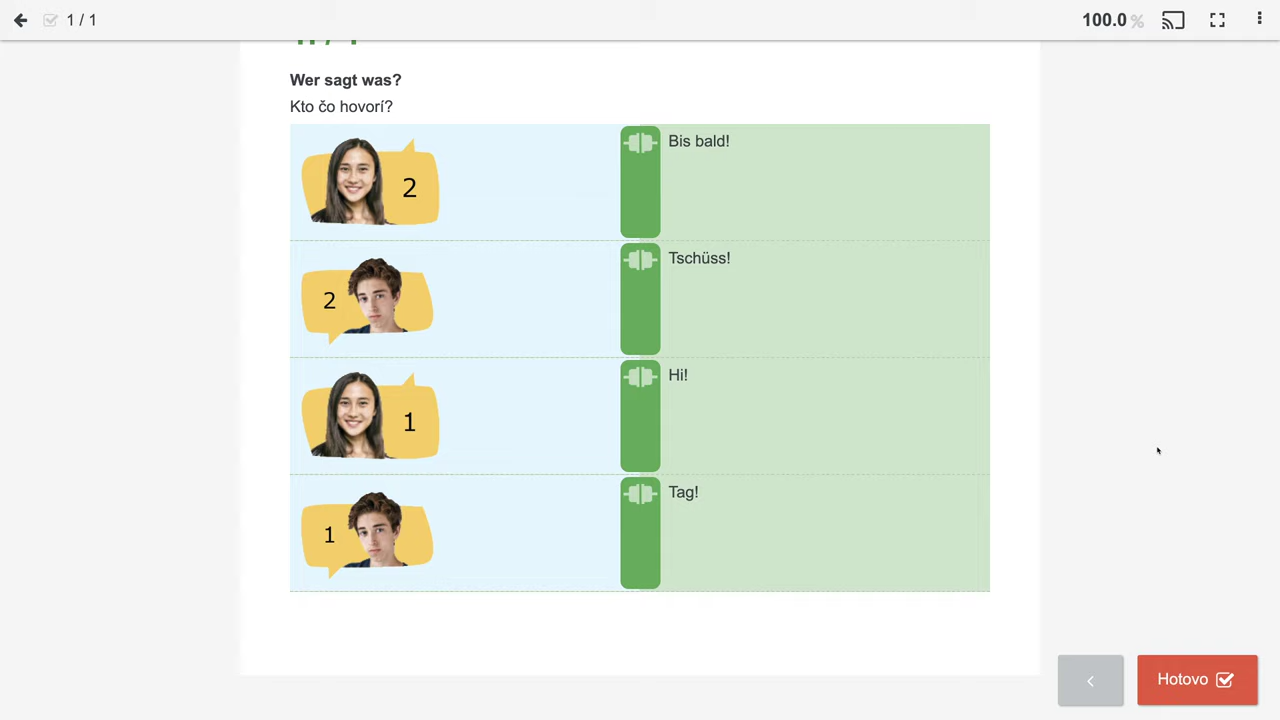 1 / 1
100.0 %
Wer sagt was?
Kto čo hovorí?
2
Bis bald!
2
Tschüss!
1
Hi!
1
Tag!
Hotovo